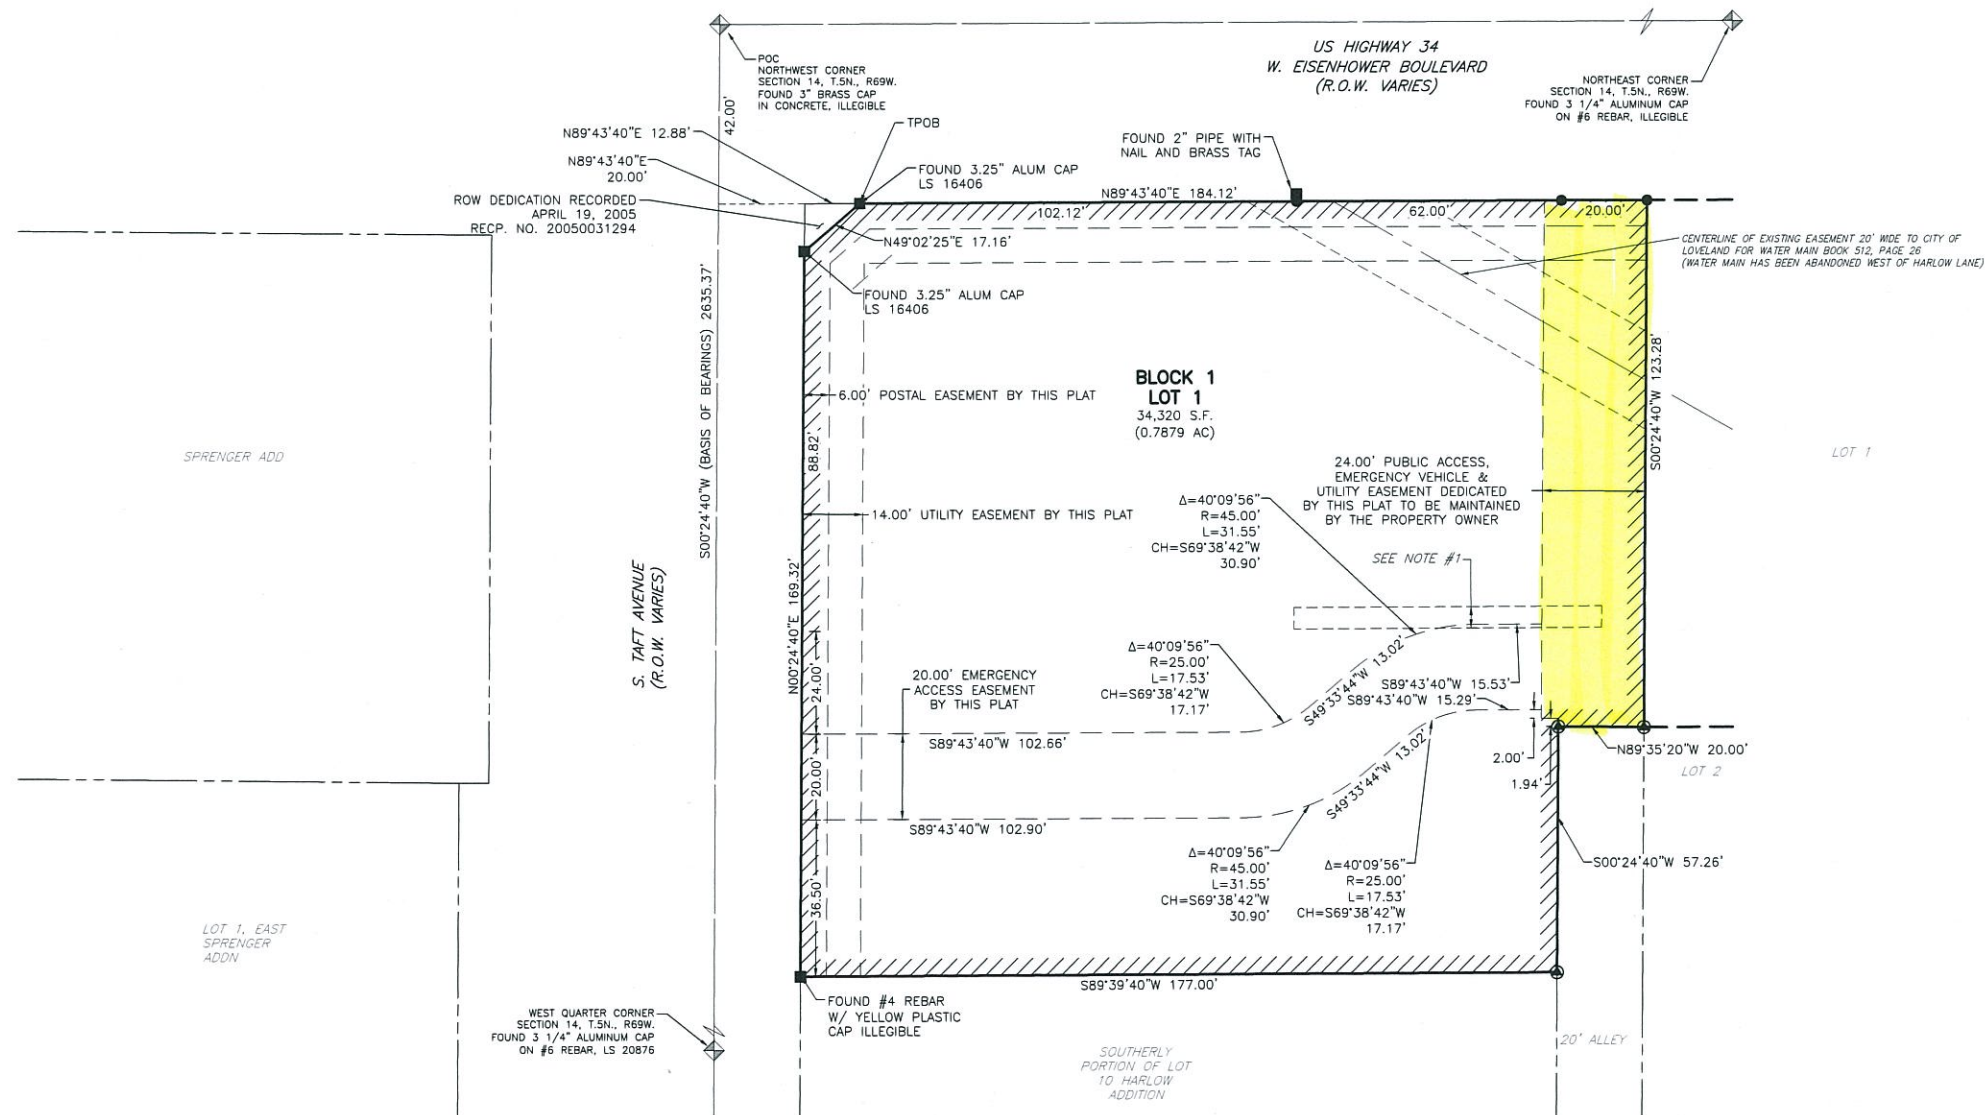 US HIGHWAY 34
W. EISENHOWER BOULEVARD
(R.O.W. VARIES)
POC
NORTHWEST CORNER
SECTION 14, T.5N., R69W.
FOUND 3" BRASS CAP
IN CONCRETE, ILLEGIBLE
NORTHEAST CORNER
SECTION 14, T.5N., R69W.
FOUND 3 1/4" ALUMINUM CAP
ON #6 REBAR, ILLEGIBLE
42.00'
N89°43'40"E 12.88'
TPOB
FOUND 2" PIPE WITH
NAIL AND BRASS TAG
N89°43'40"E
20.00'
FOUND 3.25" ALUM CAP
LS 16406
N89°43'40"E 184.12'
ROW DEDICATION RECORDED
APRIL 19, 2005
RECP. NO. 20050031294
102.12'
62.00'
20.00'
N49°02'25"E 17.16'
CENTERLINE OF EXISTING EASEMENT 20' WIDE TO CITY OF
LOVELAND FOR WATER MAIN BOOK 512, PAGE 26
(WATER MAIN HAS BEEN ABANDONED WEST OF HARLOW LANE)
FOUND 3.25" ALUM CAP
LS 16406
S00°24'40"W (BASIS OF BEARINGS) 2635.37'
S00°24'40"W 123.28'
BLOCK 1
LOT 1
34,320 S.F.
(0.7879 AC)
6.00' POSTAL EASEMENT BY THIS PLAT
88.82'
SPRENGER ADD
LOT 1
24.00' PUBLIC ACCESS,
EMERGENCY VEHICLE &
UTILITY EASEMENT DEDICATED
BY THIS PLAT TO BE MAINTAINED
BY THE PROPERTY OWNER
14.00' UTILITY EASEMENT BY THIS PLAT
Δ=40°09'56"
R=45.00'
L=31.55'
CH=S69°38'42"W
30.90'
SEE NOTE #1
S. TAFT AVENUE
(R.O.W. VARIES)
N00°24'40"E 169.32'
24.00'
20.00' EMERGENCY
ACCESS EASEMENT
BY THIS PLAT
Δ=40°09'56"
R=25.00'
L=17.53'
CH=S69°38'42"W
17.17'
S49°33'44"W 13.02'
S89°43'40"W 15.53'
S89°43'40"W 15.29'
S89°43'40"W 102.66'
20.00'
S49°33'44"W 13.02'
2.00'
1.94'
N89°35'20"W 20.00'
LOT 2
S89°43'40"W 102.90'
36.50'
Δ=40°09'56"
R=45.00'
L=31.55'
CH=S69°38'42"W
30.90'
Δ=40°09'56"
R=25.00'
L=17.53'
CH=S69°38'42"W
17.17'
S00°24'40"W 57.26'
LOT 1, EAST
SPRENGER
ADDN
S89°39'40"W 177.00'
FOUND #4 REBAR
W/ YELLOW PLASTIC
CAP ILLEGIBLE
WEST QUARTER CORNER
SECTION 14, T.5N., R69W.
FOUND 3 1/4" ALUMINUM CAP
ON #6 REBAR, LS 20876
SOUTHERLY
PORTION OF LOT
10 HARLOW
ADDITION
20' ALLEY